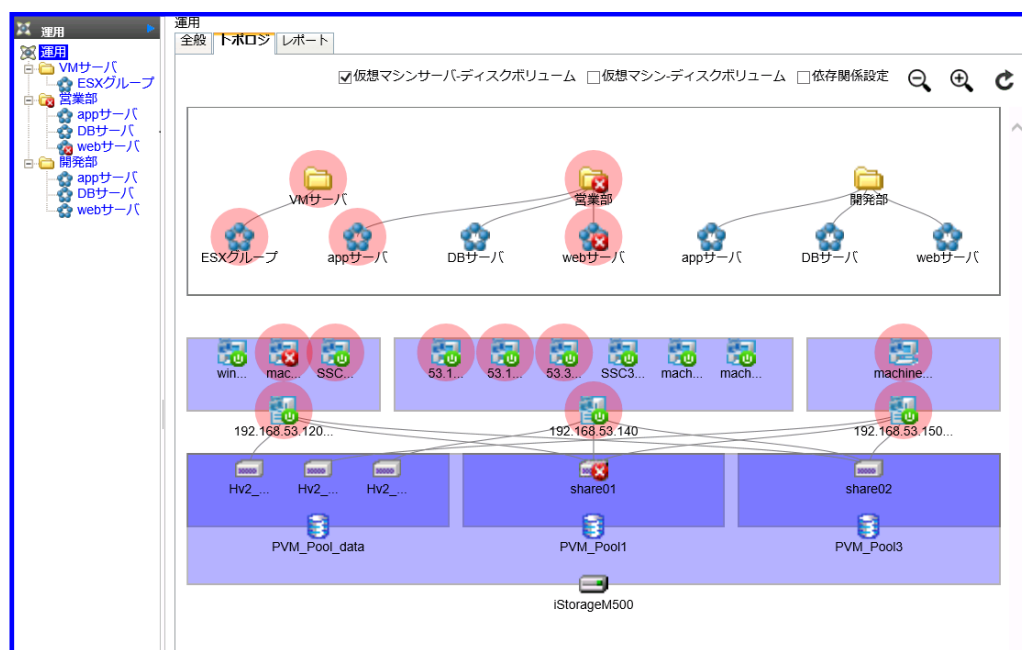 運用
運用
VMサーバ
ESXグループ
営業部
appサーバ
DBサーバ
webサーバ
開発部
appサーバ
DBサーバ
webサーバ
運用
全般 トポロジ レポート
仮想マシンサーバ-ディスクボリューム 仮想マシン-ディスクボリューム 依存関係設定
VMサーバ 営業部 開発部
ESXグループ appサーバ DBサーバ webサーバ appサーバ DBサーバ webサーバ
win... mac... SSC... 53.1... 53.1... 53.3... SSC3... mach... mach... machine...
192.168.53.120... 192.168.53.140 192.168.53.150...
Hv2_... Hv2_... Hv2_... share01 share02
PVM_Pool_data PVM_Pool1 PVM_Pool3
iStorageM500